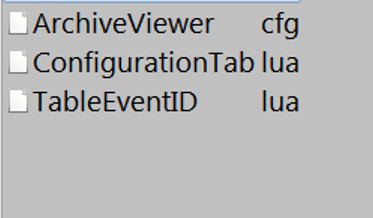 ArchiveViewer cfg
ConfigurationTab lua
TableEventID lua